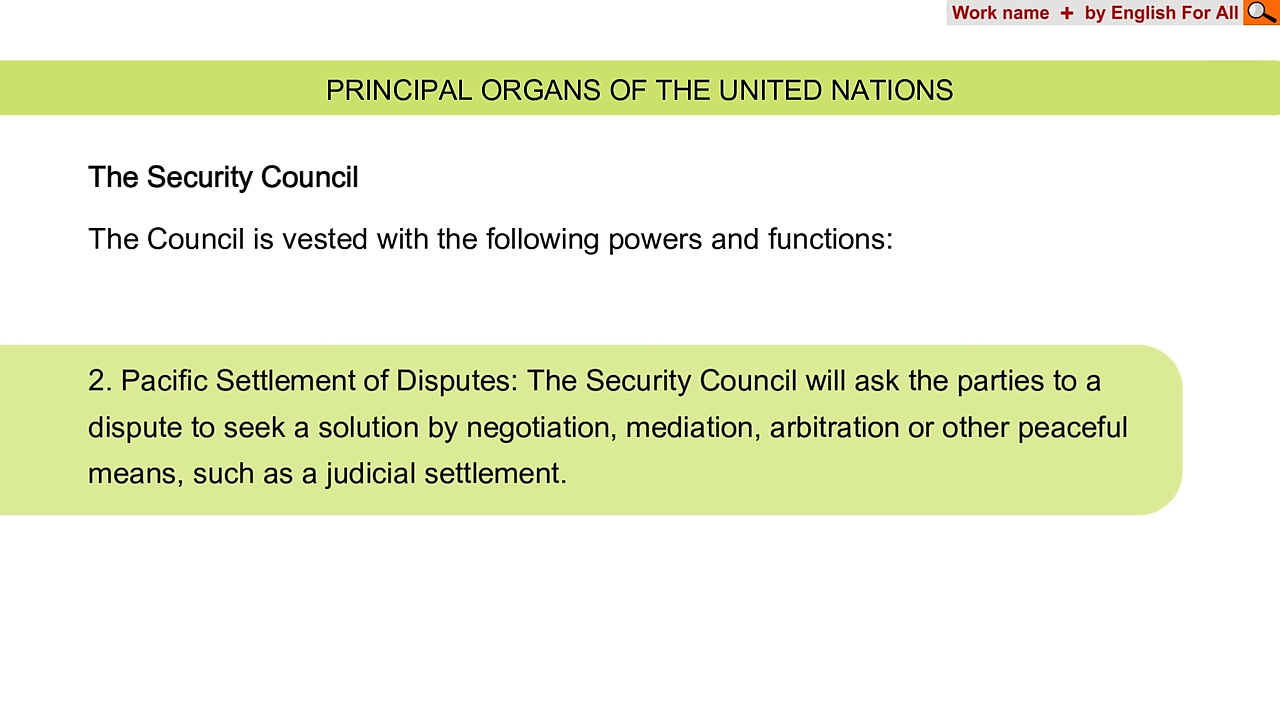 Work name + by English For All
PRINCIPAL ORGANS OF THE UNITED NATIONS
The Security Council
The Council is vested with the following powers and functions:
2. Pacific Settlement of Disputes: The Security Council will ask the parties to a
dispute to seek a solution by negotiation, mediation, arbitration or other peaceful
means, such as a judicial settlement.